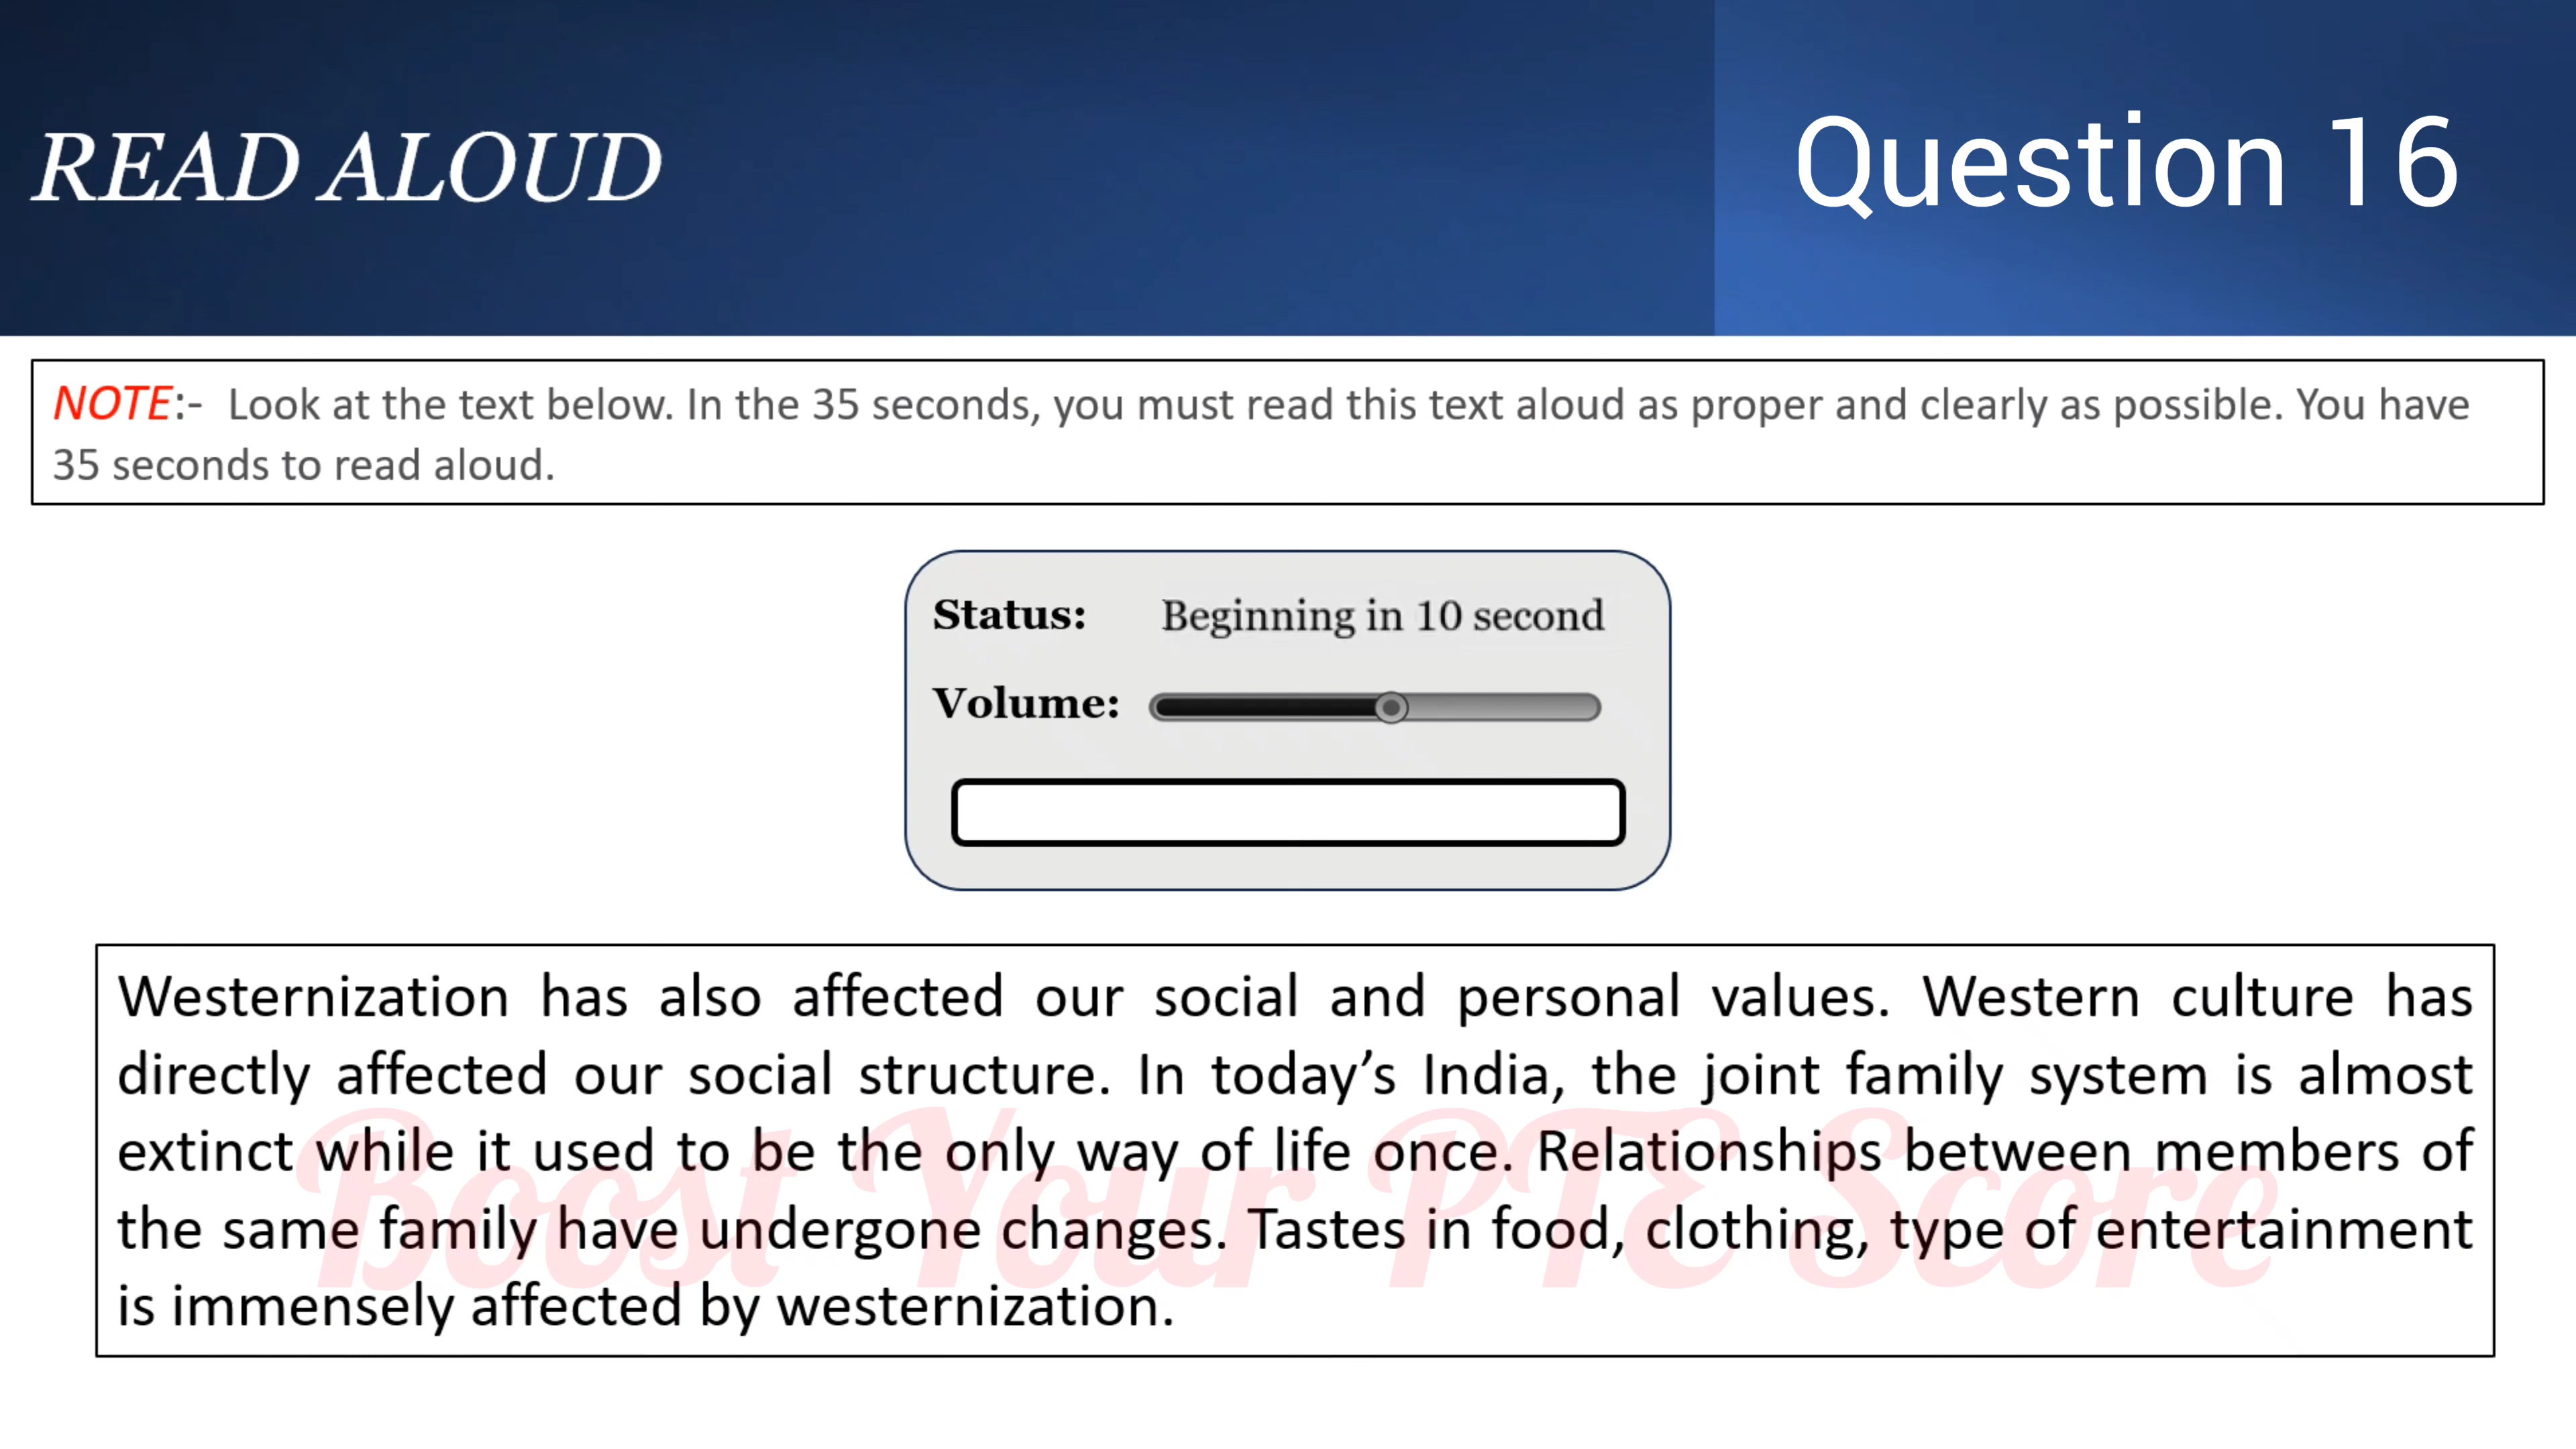 READ ALOUD
Question 16
NOTE:- Look at the text below. In the 35 seconds, you must read this text aloud as proper and clearly as possible. You have
35 seconds to read aloud.
Status: Beginning in 10 second
Volume:
Westernization has also affected our social and personal values. Western culture has
directly affected our social structure. In today’s India, the joint family system is almost
extinct while it used to be the only way of life once. Relationships between members of
the same family have undergone changes. Tastes in food, clothing, type of entertainment
is immensely affected by westernization.
Boost Your PTE Score